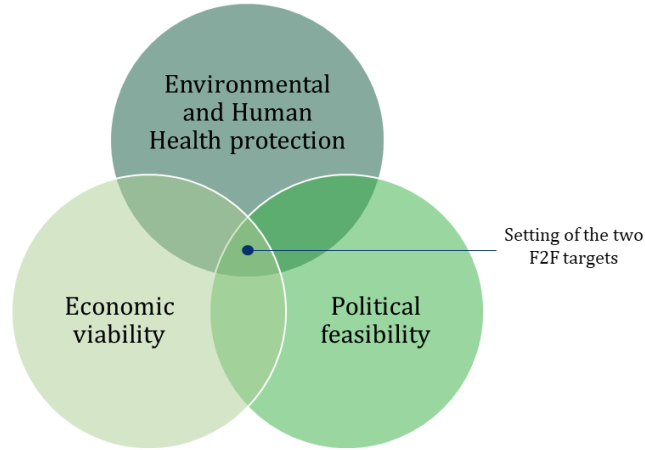 Environmental
and Human
Health protection
Setting of the two
F2F targets
Economic
viability
Political
feasibility